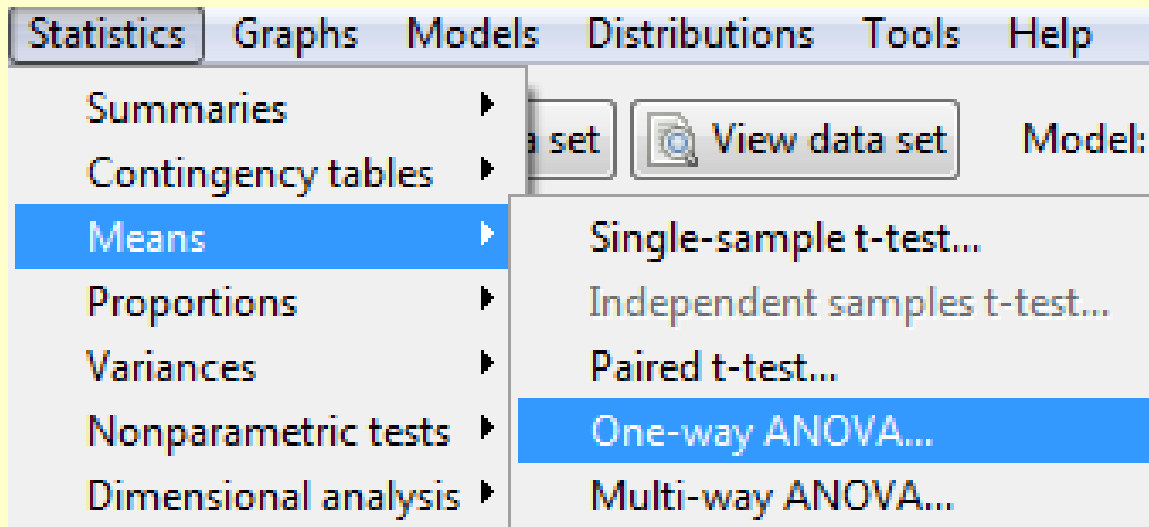 Statistics Graphs Models Distributions Tools Help
Summaries
set View data set Model:
Contingency tables
Means
Single-sample t-test...
Independent samples t-test...
Proportions
Paired t-test...
Variances
One-way ANOVA...
Nonparametric tests
Multi-way ANOVA...
Dimensional analysis